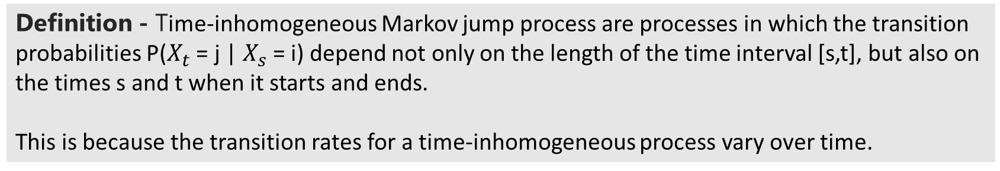 Definition - Time-inhomogeneous Markov jump process are processes in which the transition
probabilities P(Xₜ = j | Xₛ = i) depend not only on the length of the time interval [s,t], but also on
the times s and t when it starts and ends.
This is because the transition rates for a time-inhomogeneous process vary over time.